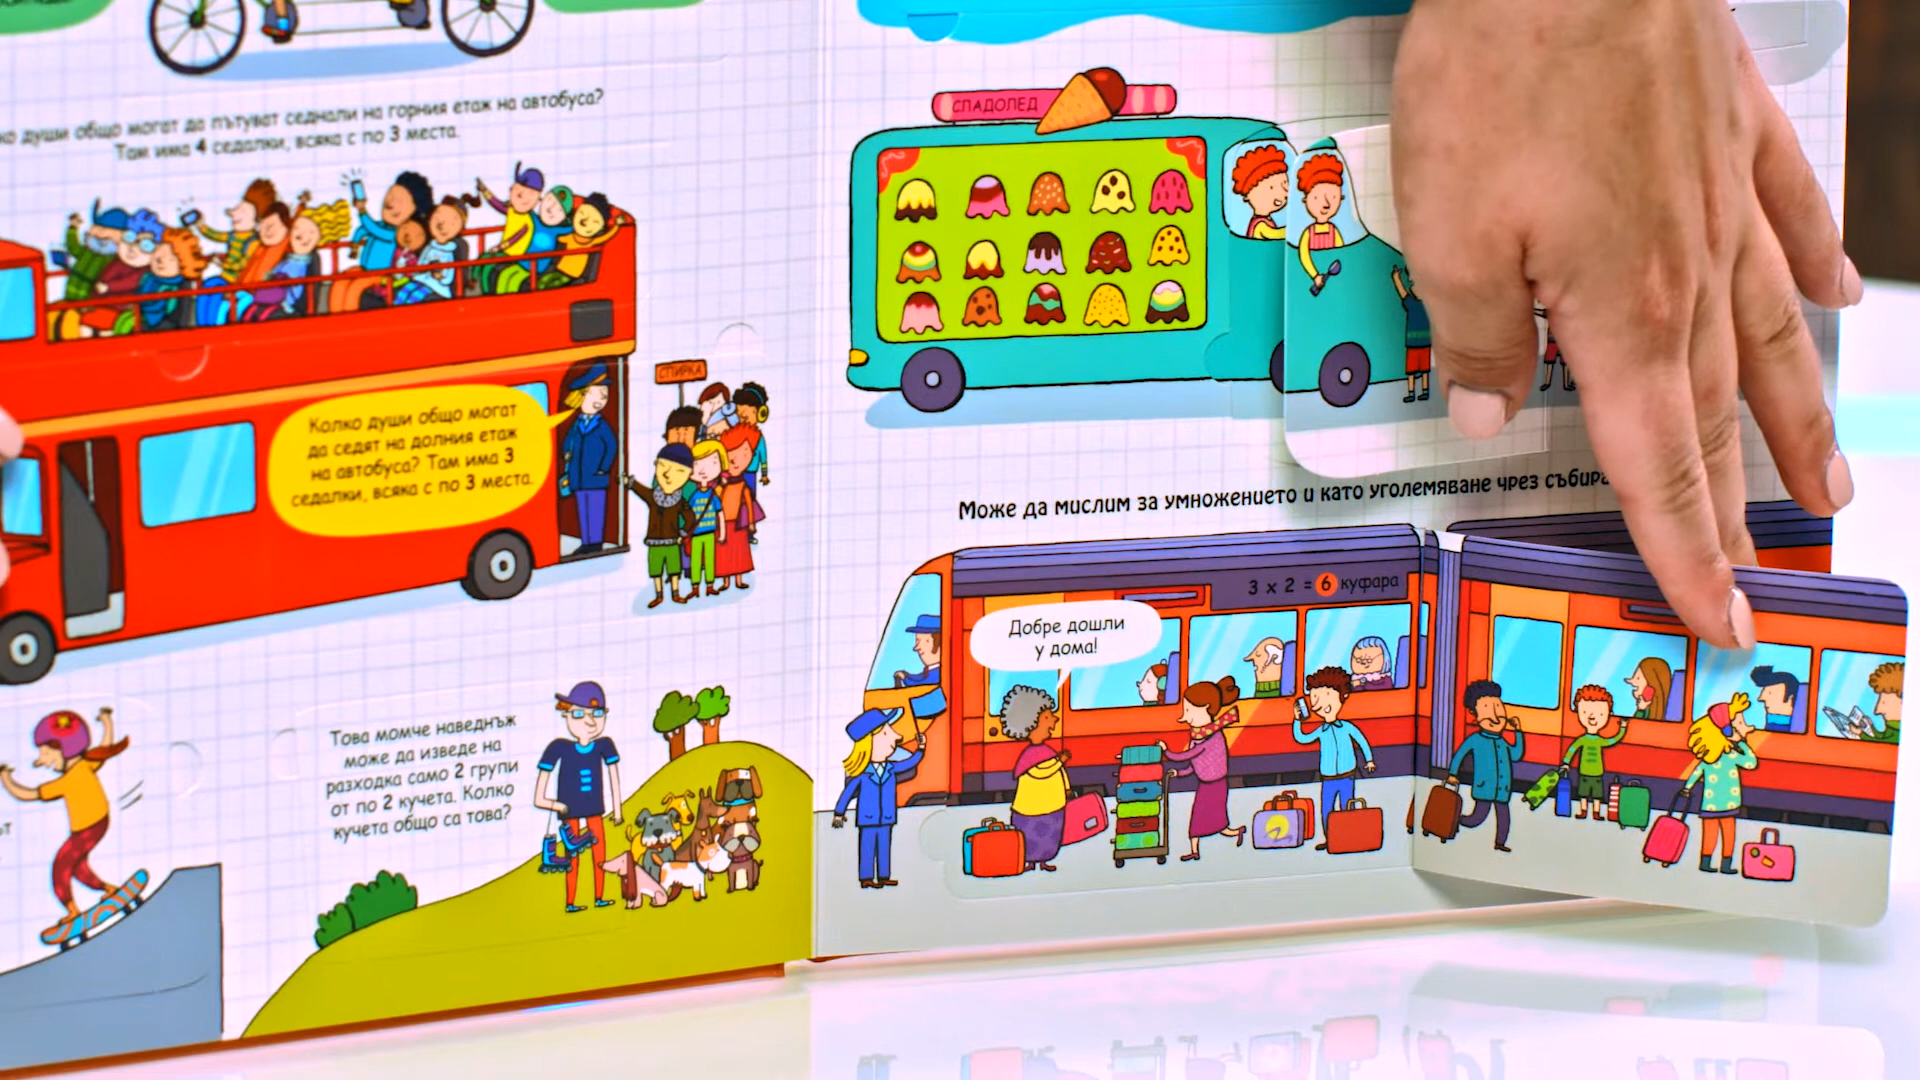 души общо могат да пътуват седнали на горния етаж на автобуса?
Там има 4 седалки, всяка с по 3 места.
Колко души общо могат
да седят на долния етаж
на автобуса? Там има 3
седалки, всяка с по 3 места.
СПИРКА
Това момче наведнъж
може да изведе на
разходка само 2 групи
от по 2 кучета. Колко
кучета общо са това?
СЛАДОЛЕД
Може да мислим за умножението и като уголемяване чрез
3 x 2 = 6 куфара
Добре дошли
у дома!